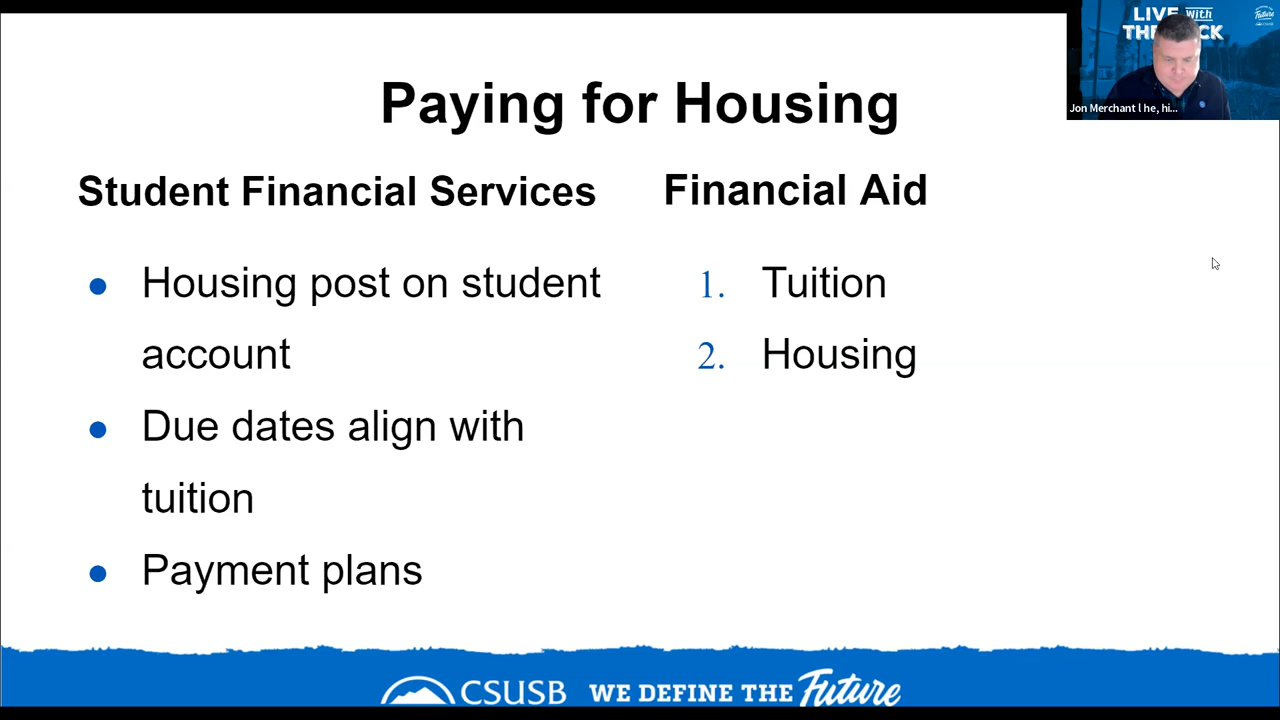 Paying for Housing
Student Financial Services
Housing post on student
account
Due dates align with
tuition
Payment plans
Financial Aid
1. Tuition
2. Housing
LIVE with
Jon Merchant l he, hi...
Future
CSUSB WE DEFINE THE Future